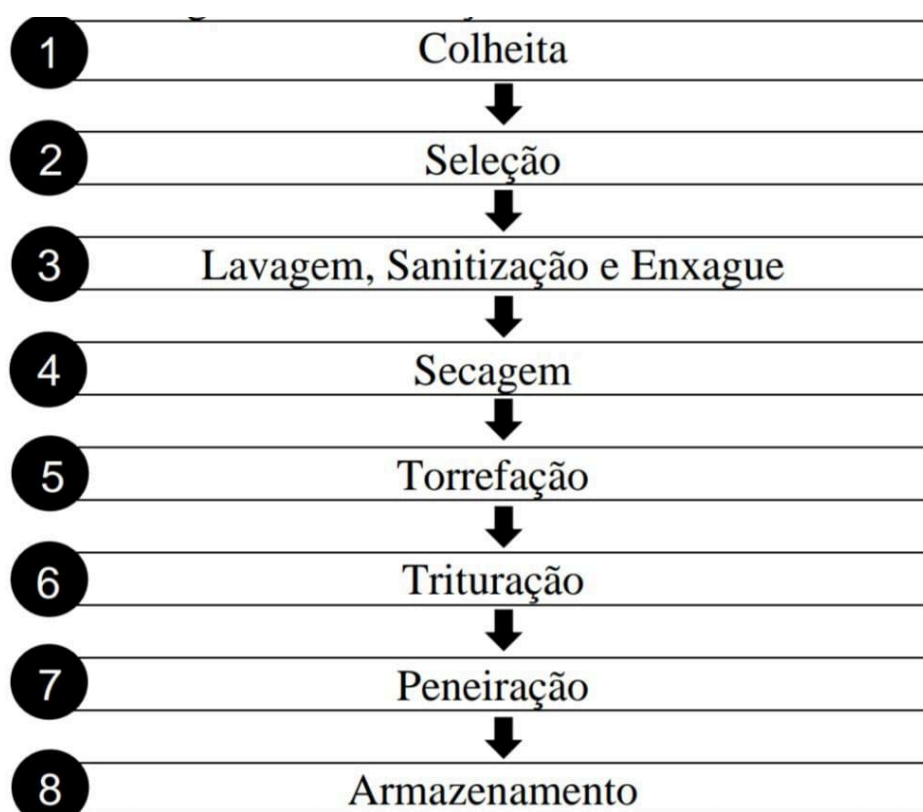 1 Colheita
2 Seleção
3 Lavagem, Sanitização e Enxague
4 Secagem
5 Torrefação
6 Trituração
7 Peneiração
8 Armazenamento